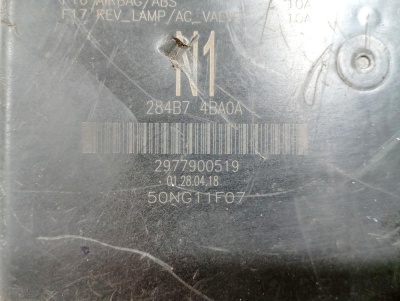 F16 AIRBAG/ABS 10A
F17 REV_LAMP/AC_VALVE 10A
N1
284B7 4BA0A
2977900519
01 28.04.18
50NG11F07